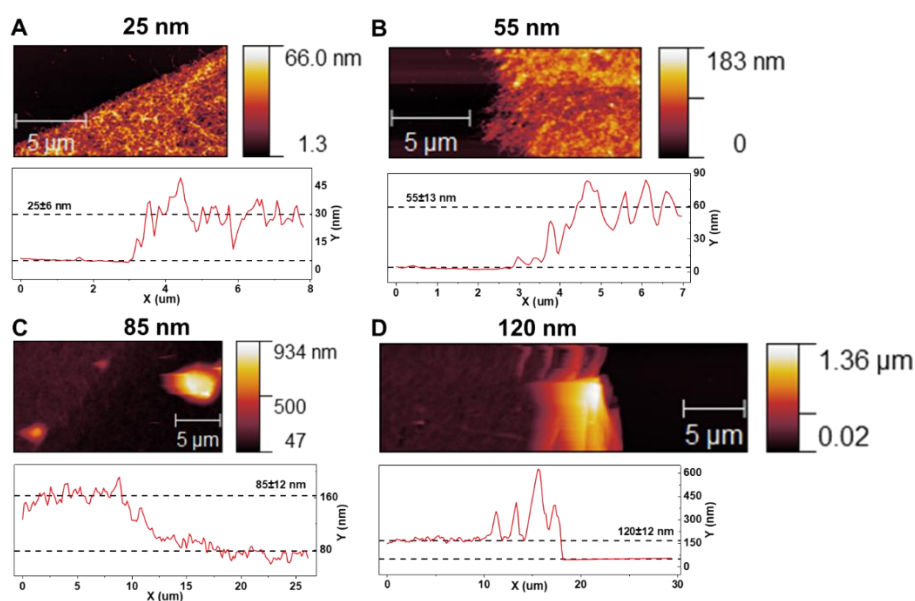 A 25 nm
66.0 nm
1.3
5 µm
25±6 nm
45
30
15
0
Y (nm)
0 2 4 6 8
X (um)
B 55 nm
183 nm
0
5 µm
55±13 nm
90
60
30
0
Y (nm)
0 1 2 3 4 5 6 7
X (um)
C 85 nm
934 nm
500
47
5 µm
85±12 nm
160
80
Y (nm)
0 5 10 15 20 25
X (um)
D 120 nm
1.36 µm
0.02
5 µm
120±12 nm
600
450
300
150
0
Y (nm)
0 10 20 30
X (um)